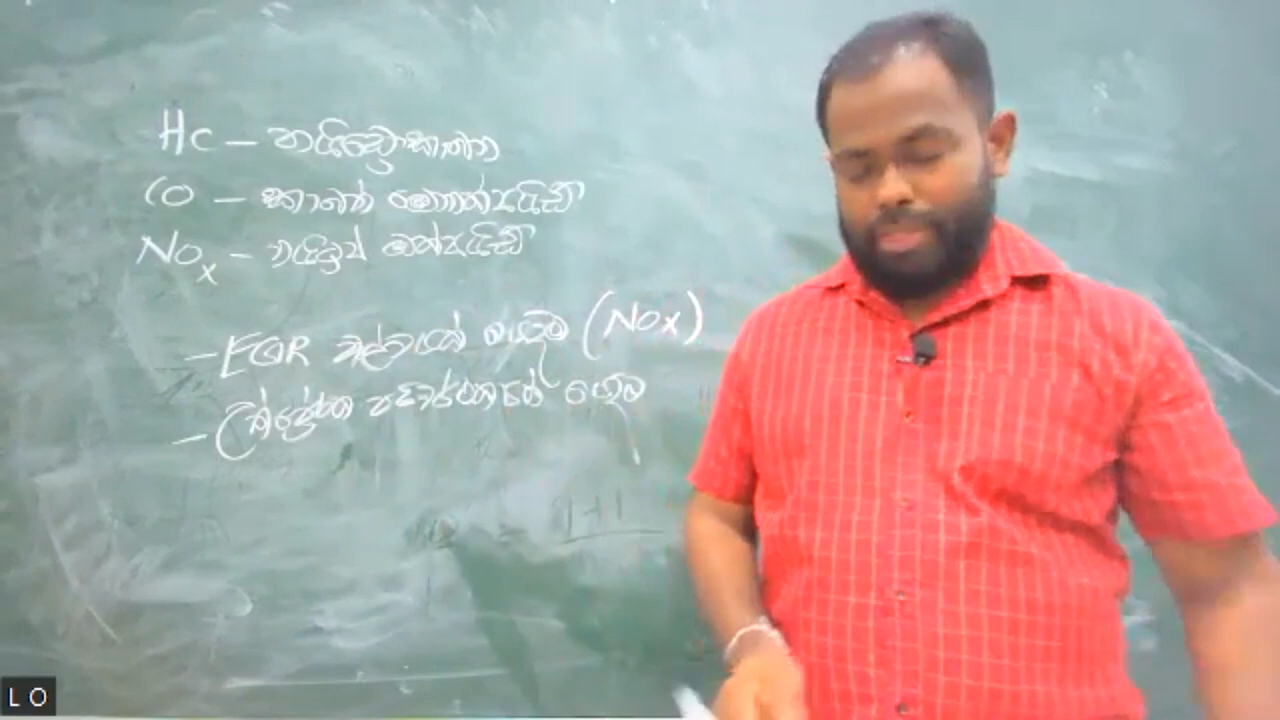 HC – හයිඩ්‍රොකාබන
CO – කාබන් මොනොක්සයිඩ්
NOx – නයිට්‍රජන් ඔක්සයිඩ්
– EGR වල්වයක් යෙදීම (NOx)
– උත්ප්‍රේරක පරිවර්තකයක් යෙදීම
LO